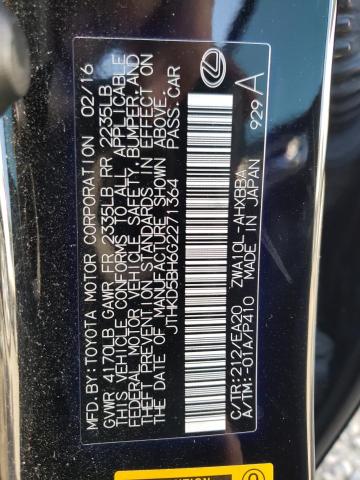 MFD.BY:TOYOTA MOTOR CORPORATION 02/16
GVWR 4170LB GAWR FR 2335LB RR 2235LB
THIS VEHICLE CONFORMS TO ALL APPLICABLE
FEDERAL MOTOR VEHICLE SAFETY, BUMPER, AND
THEFT PREVENTION STANDARDS IN EFFECT ON
THE DATE OF MANUFACTURE SHOWN ABOVE.
JTHKD5BH6G2271364 PASS.CAR
C/TR:212/EA20 ZWA10L-AHXBBA
A/TM:-01A/P410 MADE IN JAPAN
929 A